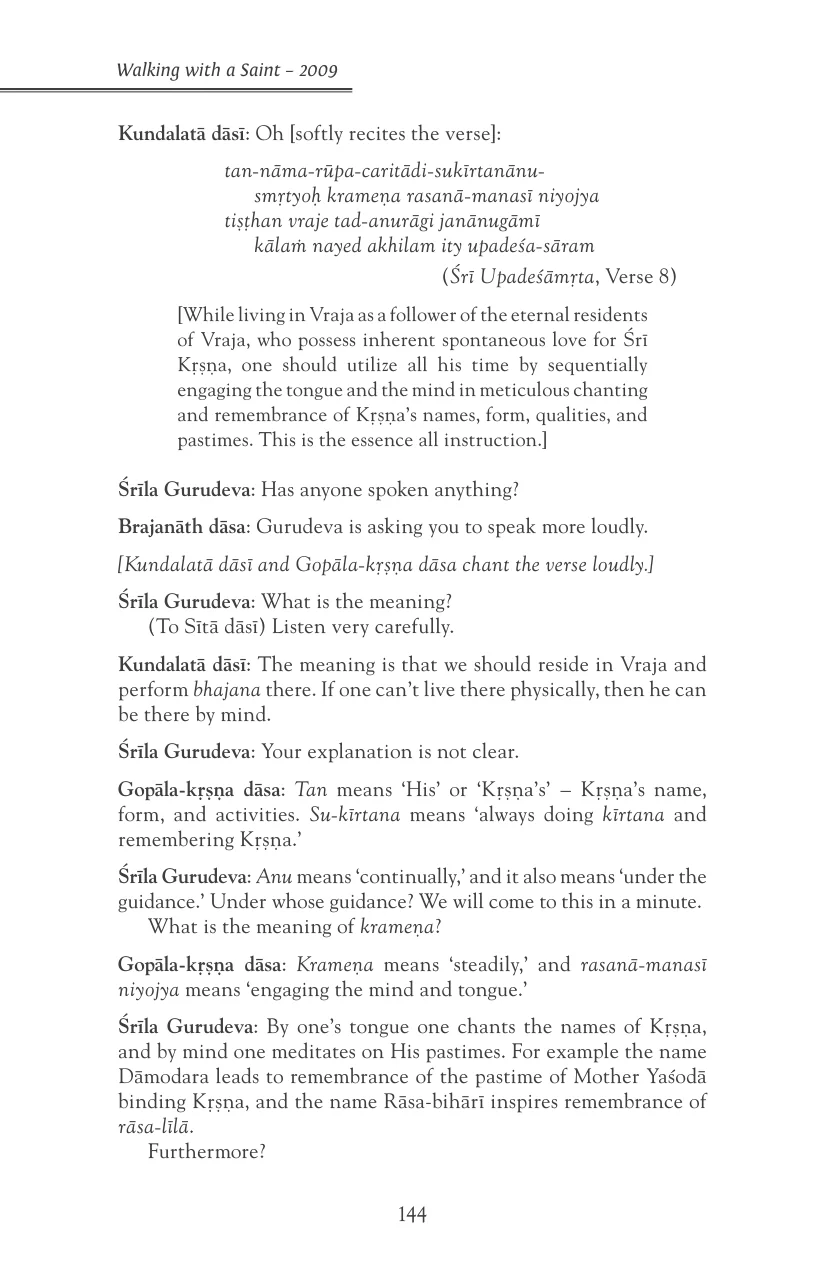 Walking with a Saint – 2009
Kundalatā dāsī: Oh [softly recites the verse]:
tan-nāma-rūpa-caritādi-sukīrtanānu-
smṛtyoḥ krameṇa rasanā-manasī niyojya
tiṣṭhan vraje tad-anurāgi janānugāmī
kālaṁ nayed akhilam ity upadeśa-sāram
(Śrī Upadeśāmṛta, Verse 8)
[While living in Vraja as a follower of the eternal residents
of Vraja, who possess inherent spontaneous love for Śrī
Kṛṣṇa, one should utilize all his time by sequentially
engaging the tongue and the mind in meticulous chanting
and remembrance of Kṛṣṇa’s names, form, qualities, and
pastimes. This is the essence all instruction.]
Śrīla Gurudeva: Has anyone spoken anything?
Brajanāth dāsa: Gurudeva is asking you to speak more loudly.
[Kundalatā dāsī and Gopāla-kṛṣṇa dāsa chant the verse loudly.]
Śrīla Gurudeva: What is the meaning?
(To Sītā dāsī) Listen very carefully.
Kundalatā dāsī: The meaning is that we should reside in Vraja and
perform bhajana there. If one can’t live there physically, then he can
be there by mind.
Śrīla Gurudeva: Your explanation is not clear.
Gopāla-kṛṣṇa dāsa: Tan means ‘His’ or ‘Kṛṣṇa’s’ – Kṛṣṇa’s name,
form, and activities. Su-kīrtana means ‘always doing kīrtana and
remembering Kṛṣṇa.’
Śrīla Gurudeva: Anu means ‘continually,’ and it also means ‘under the
guidance.’ Under whose guidance? We will come to this in a minute.
What is the meaning of krameṇa?
Gopāla-kṛṣṇa dāsa: Krameṇa means ‘steadily,’ and rasanā-manasī
niyojya means ‘engaging the mind and tongue.’
Śrīla Gurudeva: By one’s tongue one chants the names of Kṛṣṇa,
and by mind one meditates on His pastimes. For example the name
Dāmodara leads to remembrance of the pastime of Mother Yaśodā
binding Kṛṣṇa, and the name Rāsa-bihārī inspires remembrance of
rāsa-līlā.
Furthermore?
144